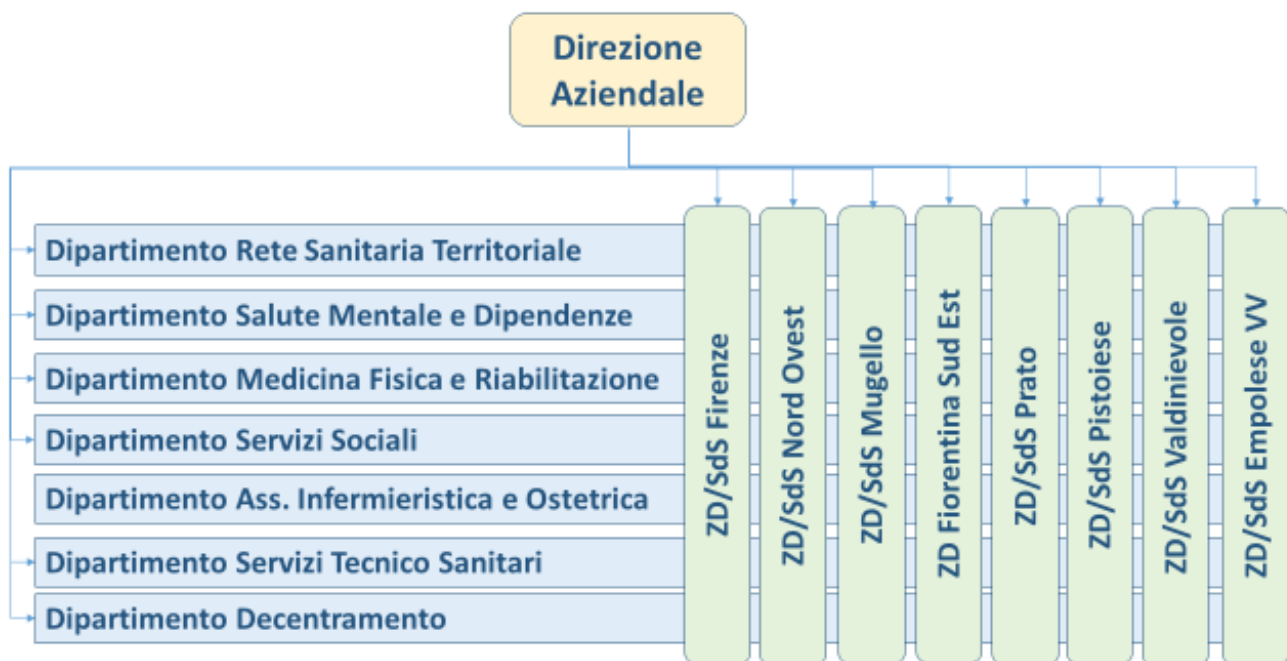 Direzione
Aziendale
Dipartimento Rete Sanitaria Territoriale
Dipartimento Salute Mentale e Dipendenze
Dipartimento Medicina Fisica e Riabilitazione
Dipartimento Servizi Sociali
Dipartimento Ass. Infermieristica e Ostetrica
Dipartimento Servizi Tecnico Sanitari
Dipartimento Decentramento
ZD/SdS Firenze
ZD/SdS Nord Ovest
ZD/SdS Mugello
ZD Fiorentina Sud Est
ZD/SdS Prato
ZD/SdS Pistoiese
ZD/SdS Valdinievole
ZD/SdS Empolese VV